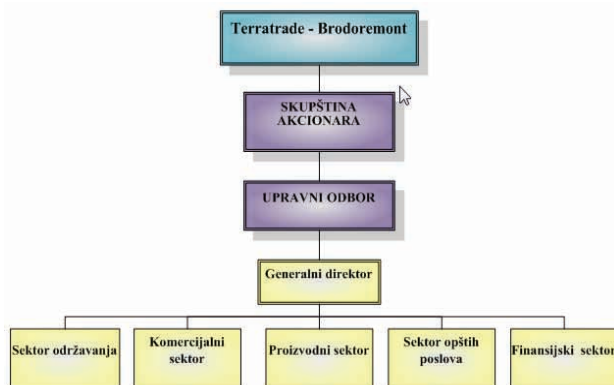 Terratrade - Brodoremont
SKUPŠTINA
AKCIONARA
UPRAVNI ODBOR
Generalni direktor
Sektor održavanja
Komercijalni
sektor
Proizvodni sektor
Sektor opštih
poslova
Finansijski sektor